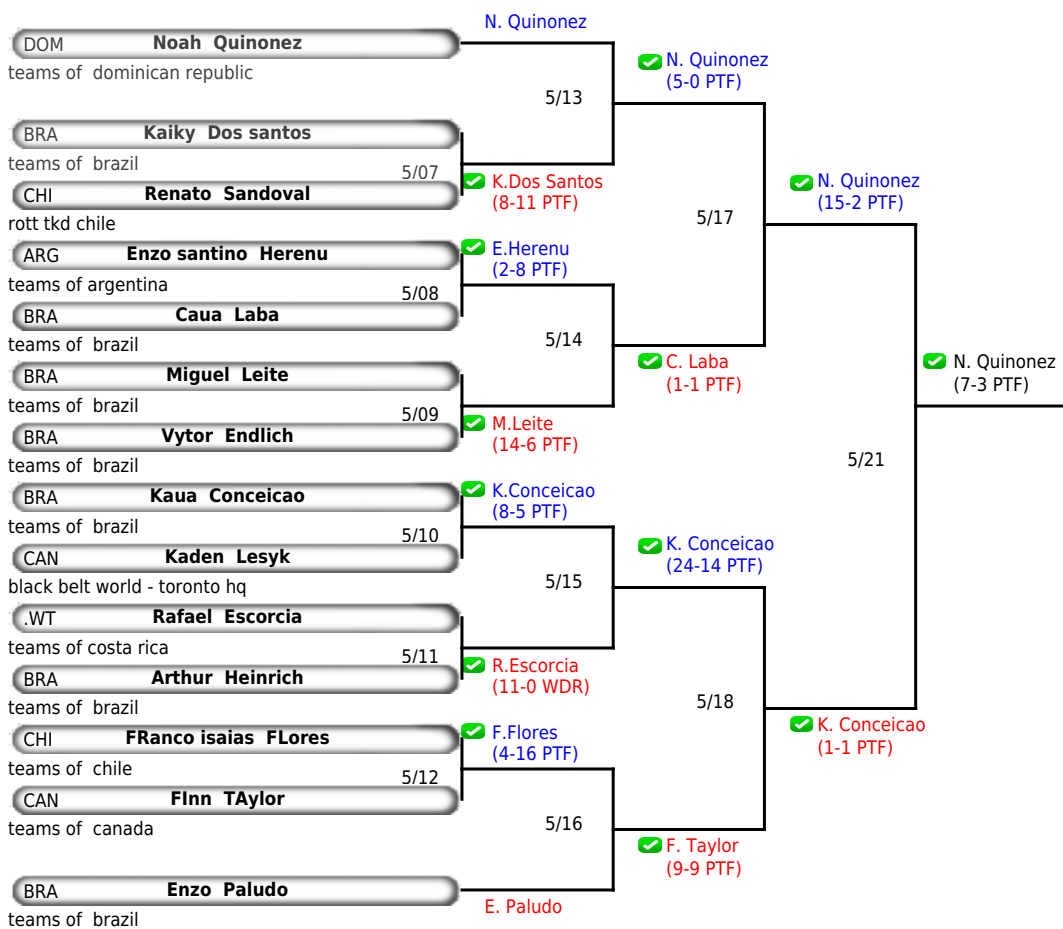 N. Quinonez
DOM Noah Quinonez
teams of dominican republic
N. Quinonez
(5-0 PTF)
5/13
BRA Kaiky Dos santos
teams of brazil
5/07
K.Dos Santos
(8-11 PTF)
CHI Renato Sandoval
rott tkd chile
N. Quinonez
(15-2 PTF)
5/17
ARG Enzo santino Herenu
teams of argentina
E.Herenu
(2-8 PTF)
5/08
BRA Caua Laba
teams of brazil
5/14
C. Laba
(1-1 PTF)
BRA Miguel Leite
teams of brazil
5/09
M.Leite
(14-6 PTF)
BRA Vytor Endlich
teams of brazil
N. Quinonez
(7-3 PTF)
5/21
BRA Kaua Conceicao
teams of brazil
K.Conceicao
(8-5 PTF)
5/10
CAN Kaden Lesyk
black belt world - toronto hq
K. Conceicao
(24-14 PTF)
5/15
.WT Rafael Escorcia
teams of costa rica
5/11
R.Escorcia
(11-0 WDR)
BRA Arthur Heinrich
teams of brazil
5/18
K. Conceicao
(1-1 PTF)
CHI FRanco isaias FLores
teams of chile
F.Flores
(4-16 PTF)
5/12
CAN FInn TAylor
teams of canada
5/16
F. Taylor
(9-9 PTF)
BRA Enzo Paludo
teams of brazil
E. Paludo